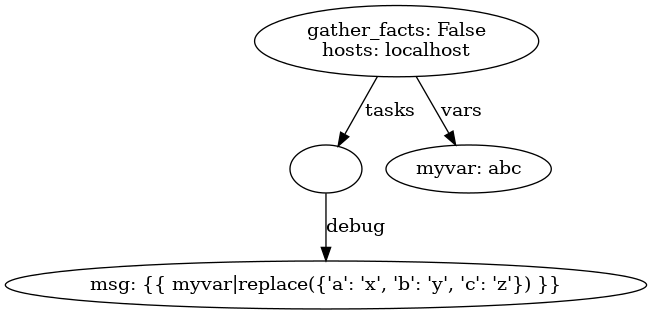 gather_facts: False
hosts: localhost
tasks
vars
myvar: abc
debug
msg: {{ myvar|replace({'a': 'x', 'b': 'y', 'c': 'z'}) }}